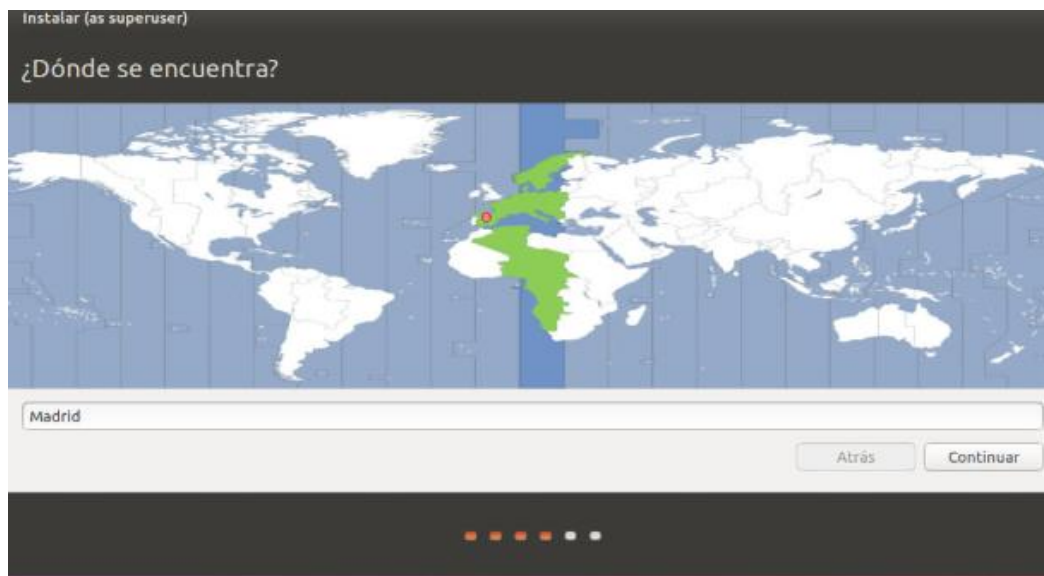 Instalar (as superuser)
¿Dónde se encuentra?
Madrid
Atrás Continuar